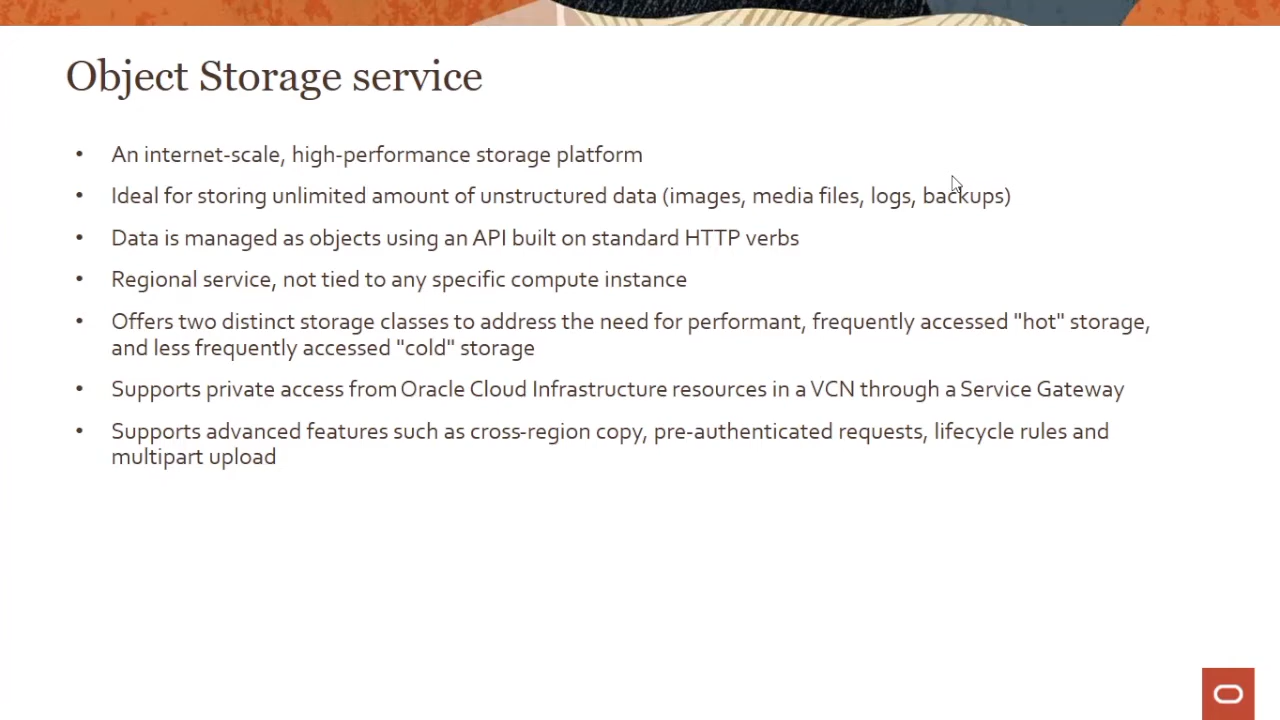 Object Storage service
• An internet-scale, high-performance storage platform
• Ideal for storing unlimited amount of unstructured data (images, media files, logs, backups)
• Data is managed as objects using an API built on standard HTTP verbs
• Regional service, not tied to any specific compute instance
• Offers two distinct storage classes to address the need for performant, frequently accessed "hot" storage,
and less frequently accessed "cold" storage
• Supports private access from Oracle Cloud Infrastructure resources in a VCN through a Service Gateway
• Supports advanced features such as cross-region copy, pre-authenticated requests, lifecycle rules and
multipart upload